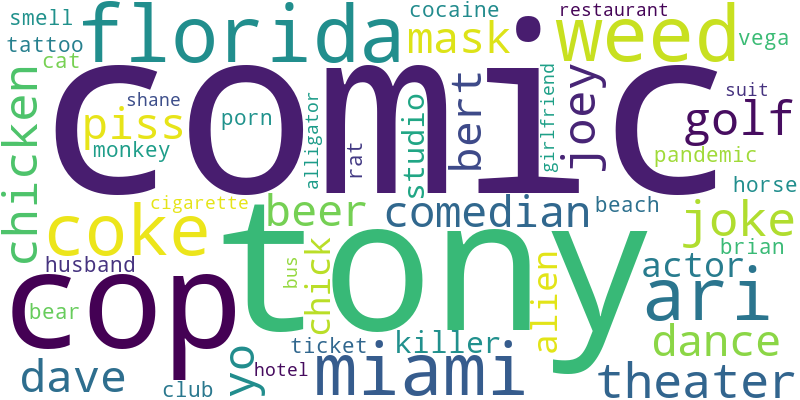 smell
cocaine
restaurant
florida
mask
weed
tattoo
vega
cat
comic
shane
porn
suit
piss
golf
monkey
chicken
alligator
rat
studio
bert
girlfriend
joey
pandemic
horse
cigarette
beer
comedian
beach
coke
tony
joke
brian
husband
cop
bus
chick
alien
actor
ari
bear
dance
ticket
killer
dave
club
yo
hotel
miami
theater